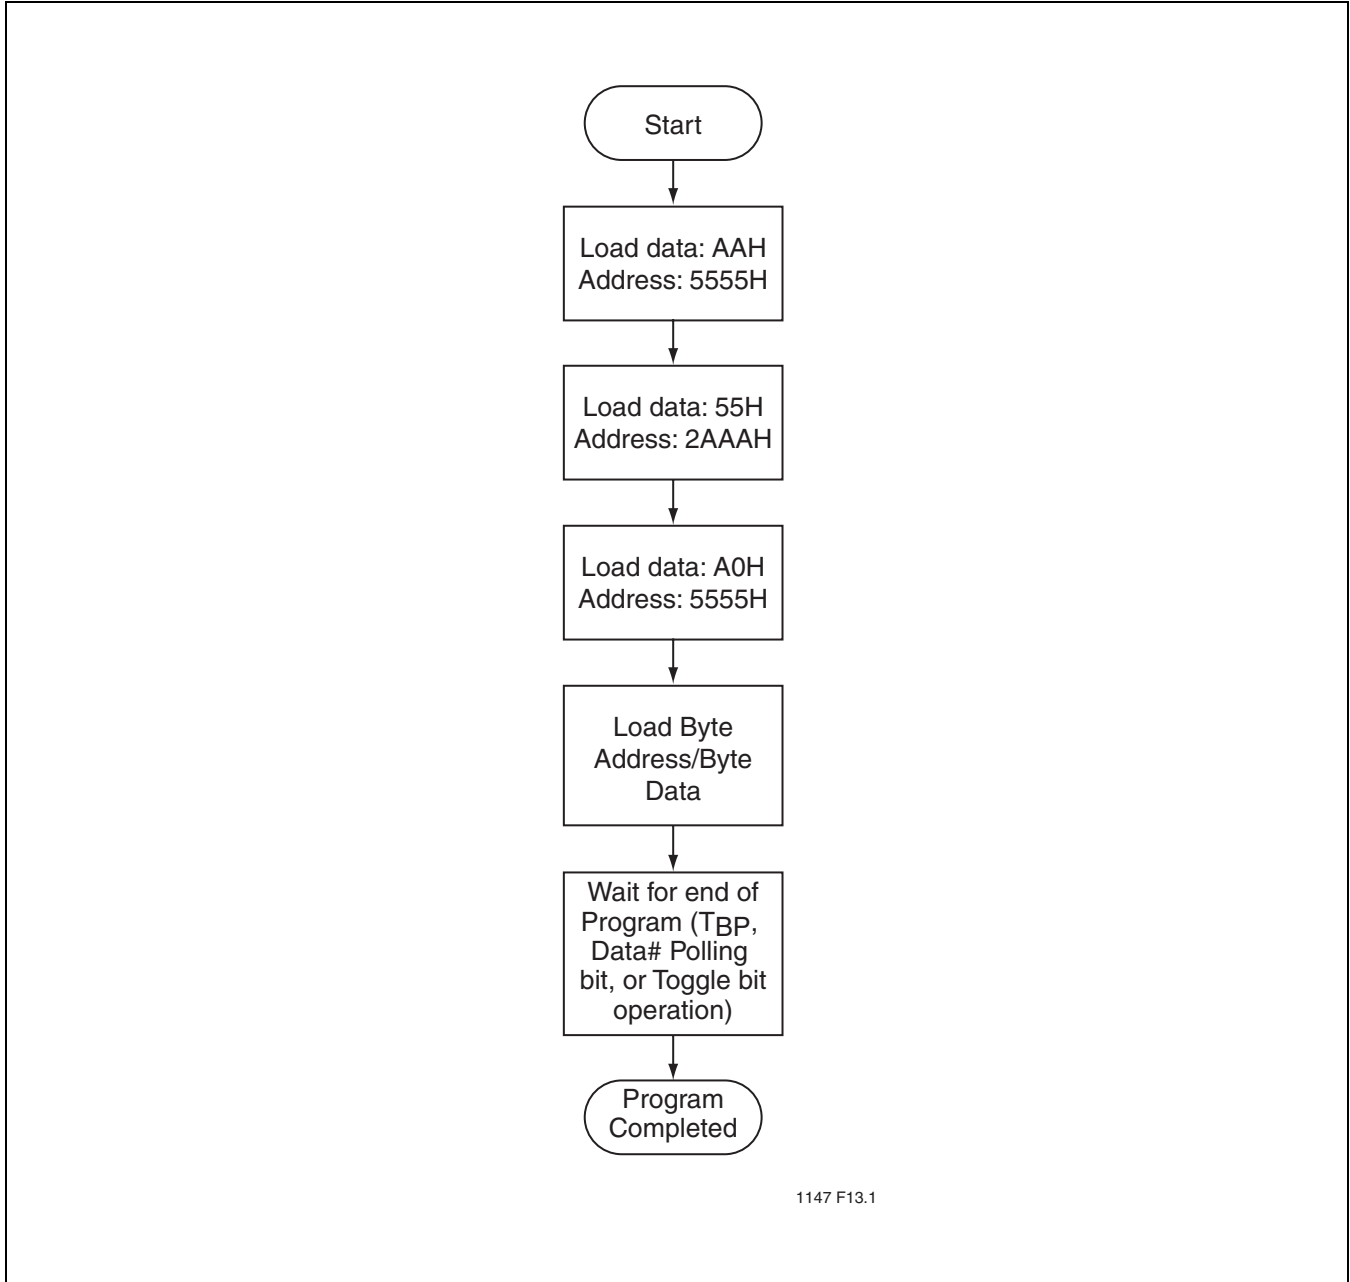 Start
Load data: AAH
Address: 5555H
Load data: 55H
Address: 2AAAH
Load data: A0H
Address: 5555H
Load Byte
Address/Byte
Data
Wait for end of
Program (TBP,
Data# Polling
bit, or Toggle bit
operation)
Program
Completed
1147 F13.1